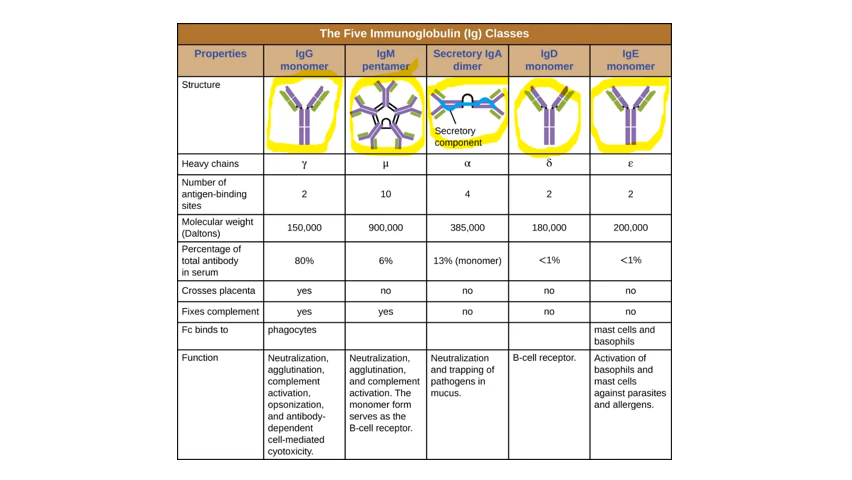 The Five Immunoglobulin (Ig) Classes
Properties
IgG
monomer
IgM
pentamer
Secretory IgA
dimer
IgD
monomer
IgE
monomer
Structure
Secretory
component
Heavy chains
γ
μ
α
δ
ε
Number of
antigen-binding
sites
2
10
4
2
2
Molecular weight
(Daltons)
150,000
900,000
385,000
180,000
200,000
Percentage of
total antibody
in serum
80%
6%
13% (monomer)
<1%
<1%
Crosses placenta
yes
no
no
no
no
Fixes complement
yes
yes
no
no
no
Fc binds to
phagocytes
mast cells and
basophils
Function
Neutralization,
agglutination,
complement
activation,
opsonization,
and antibody-
dependent
cell-mediated
cyotoxicity.
Neutralization,
agglutination,
and complement
activation. The
monomer form
serves as the
B-cell receptor.
Neutralization
and trapping of
pathogens in
mucus.
B-cell receptor.
Activation of
basophils and
mast cells
against parasites
and allergens.